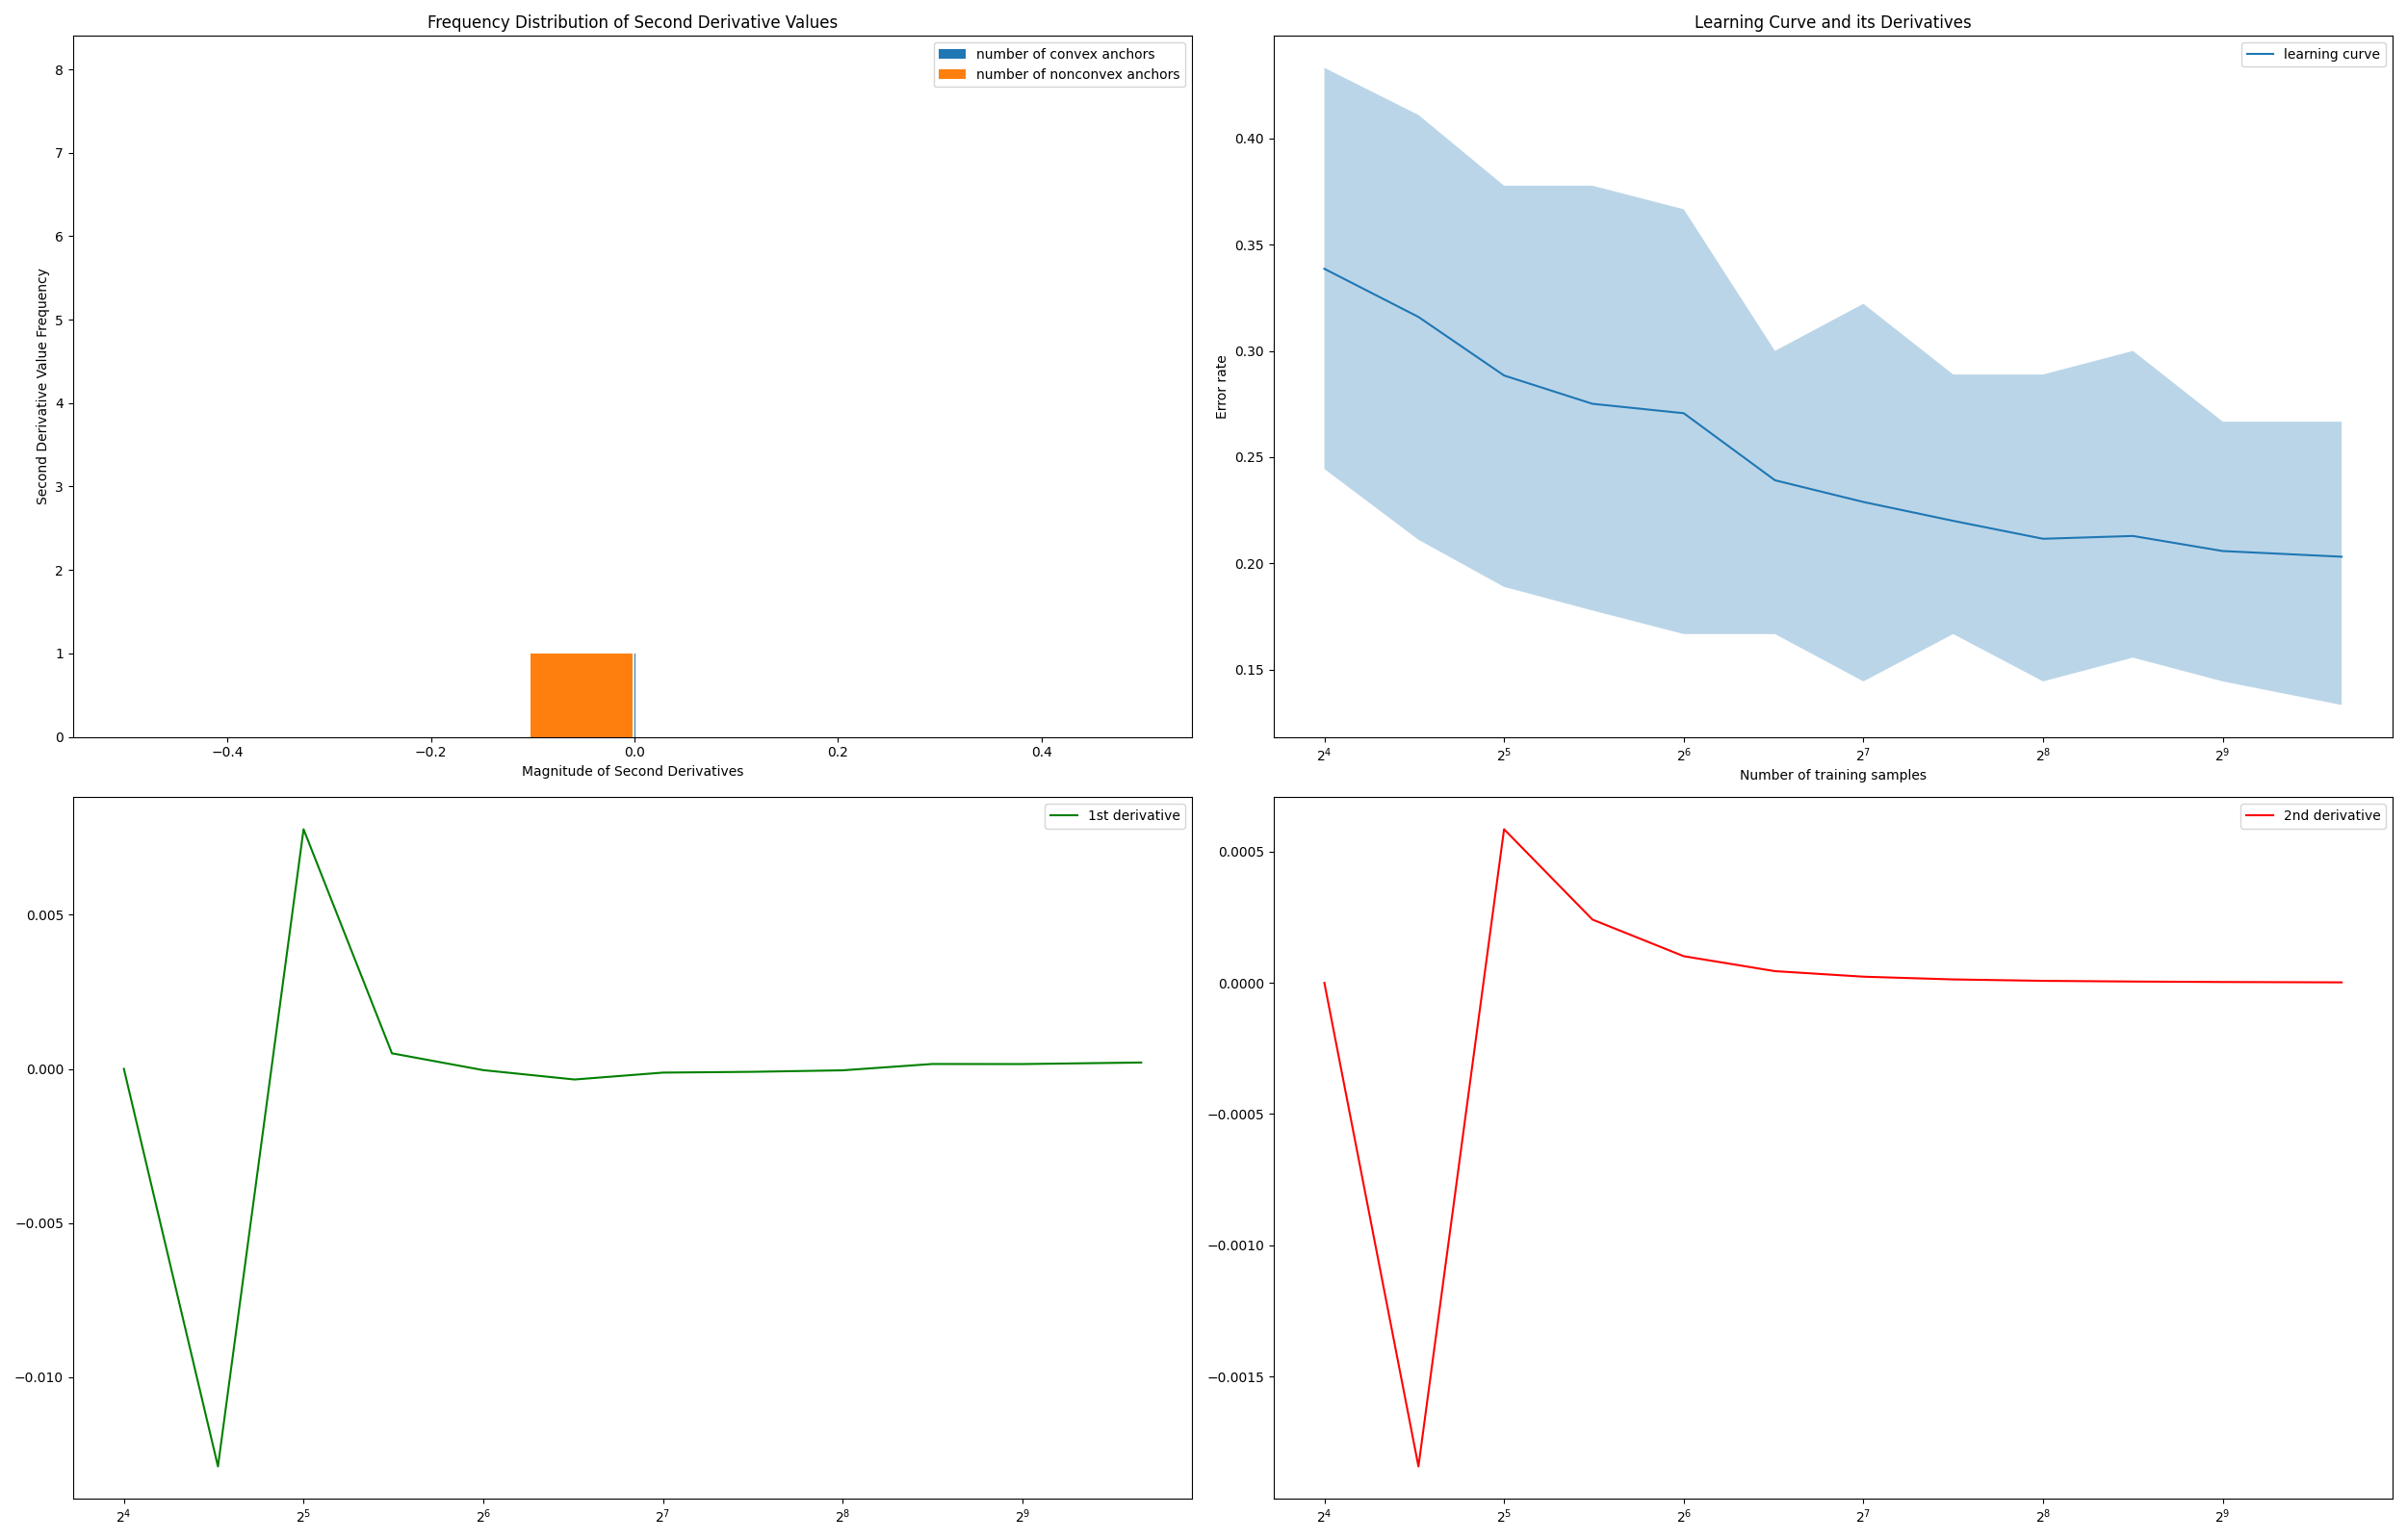 Frequency Distribution of Second Derivative Values
number of convex anchors
number of nonconvex anchors
8
7
6
5
4
3
2
1
0
Second Derivative Value Frequency
−0.4 −0.2 0.0 0.2 0.4
Magnitude of Second Derivatives
Learning Curve and its Derivatives
learning curve
0.40
0.35
0.30
0.25
0.20
0.15
Error rate
2⁴ 2⁵ 2⁶ 2⁷ 2⁸ 2⁹
Number of training samples
1st derivative
0.005
0.000
−0.005
−0.010
2⁴ 2⁵ 2⁶ 2⁷ 2⁸ 2⁹
2nd derivative
0.0005
0.0000
−0.0005
−0.0010
−0.0015
2⁴ 2�5 2⁶ 2⁷ 2⁸ 2⁹